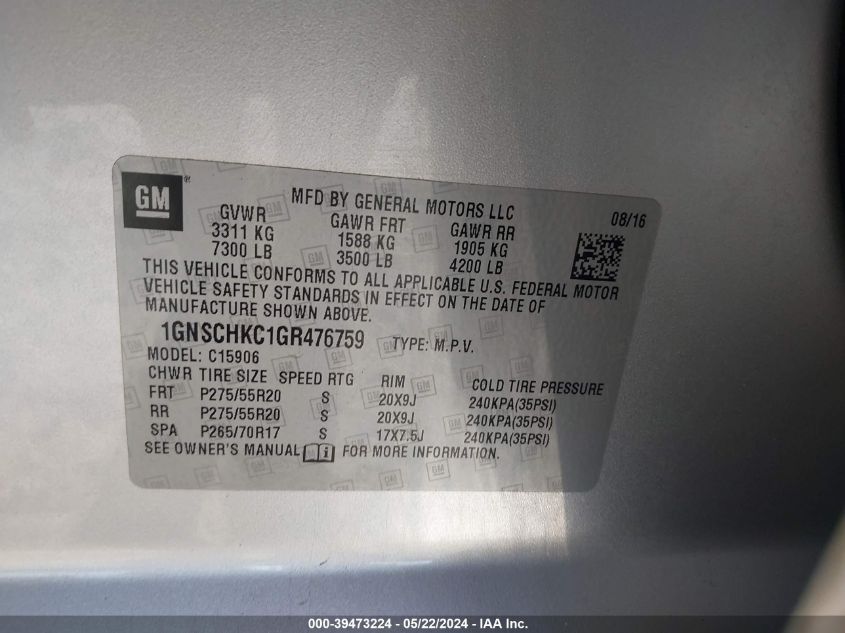 GM
MFD BY GENERAL MOTORS LLC
08/16
GVWR GAWR FRT GAWR RR
3311 KG 1588 KG 1905 KG
7300 LB 3500 LB 4200 LB
THIS VEHICLE CONFORMS TO ALL APPLICABLE U.S. FEDERAL MOTOR
VEHICLE SAFETY STANDARDS IN EFFECT ON THE DATE OF
MANUFACTURE SHOWN ABOVE.
1GNSCHKC1GR476759 TYPE: M.P.V.
MODEL: C15906
CHWR TIRE SIZE SPEED RTG RIM COLD TIRE PRESSURE
FRT P275/55R20 S 20X9J 240KPA(35PSI)
RR P275/55R20 S 20X9J 240KPA(35PSI)
SPA P265/70R17 S 17X7.5J 240KPA(35PSI)
SEE OWNER'S MANUAL FOR MORE INFORMATION.
000-39473224 - 05/22/2024 - IAA Inc.